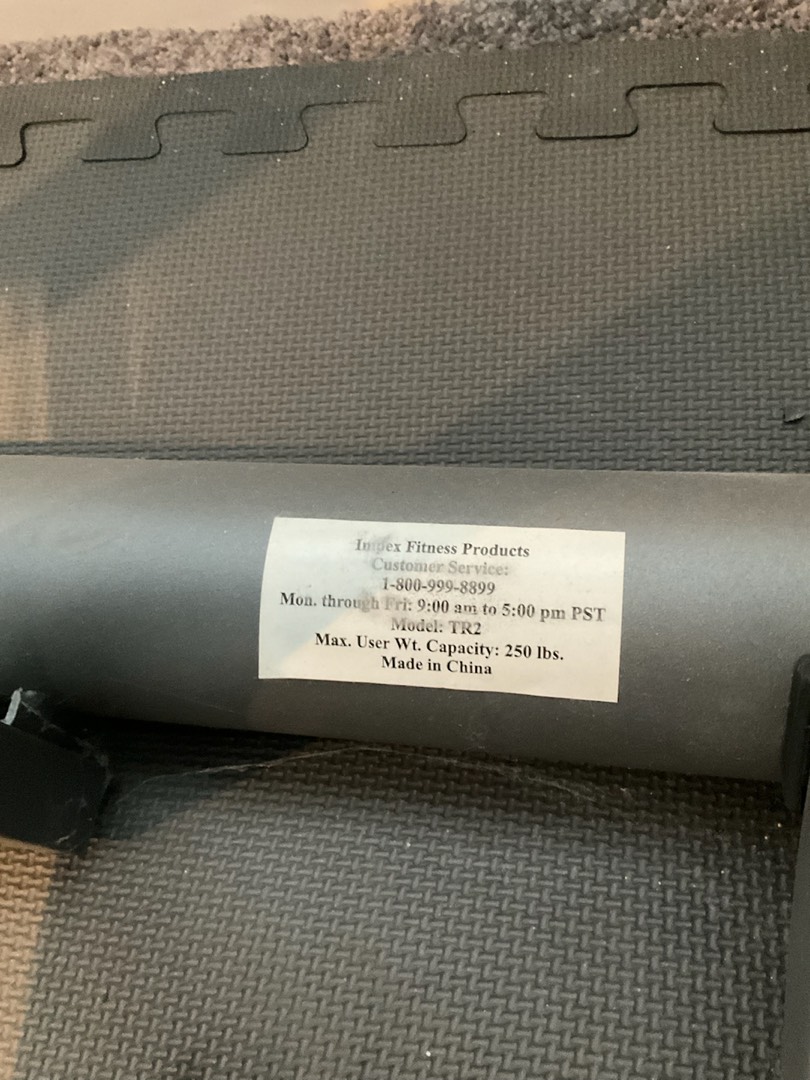 Impex Fitness Products
Customer Service:
1-800-999-8899
Mon. through Fri: 9:00 am to 5:00 pm PST
Model: TR2
Max. User Wt. Capacity: 250 lbs.
Made in China